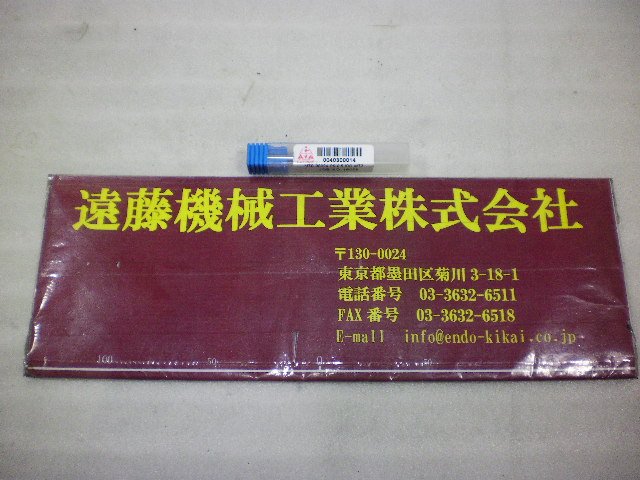 0040300014
遠藤機械工業株式会社
〒130-0024
東京都墨田区菊川 3-18-1
電話番号 03-3632-6511
FAX 番号 03-3632-6518
E-mall info@endo-kikai.co.jp
100 50 0 50